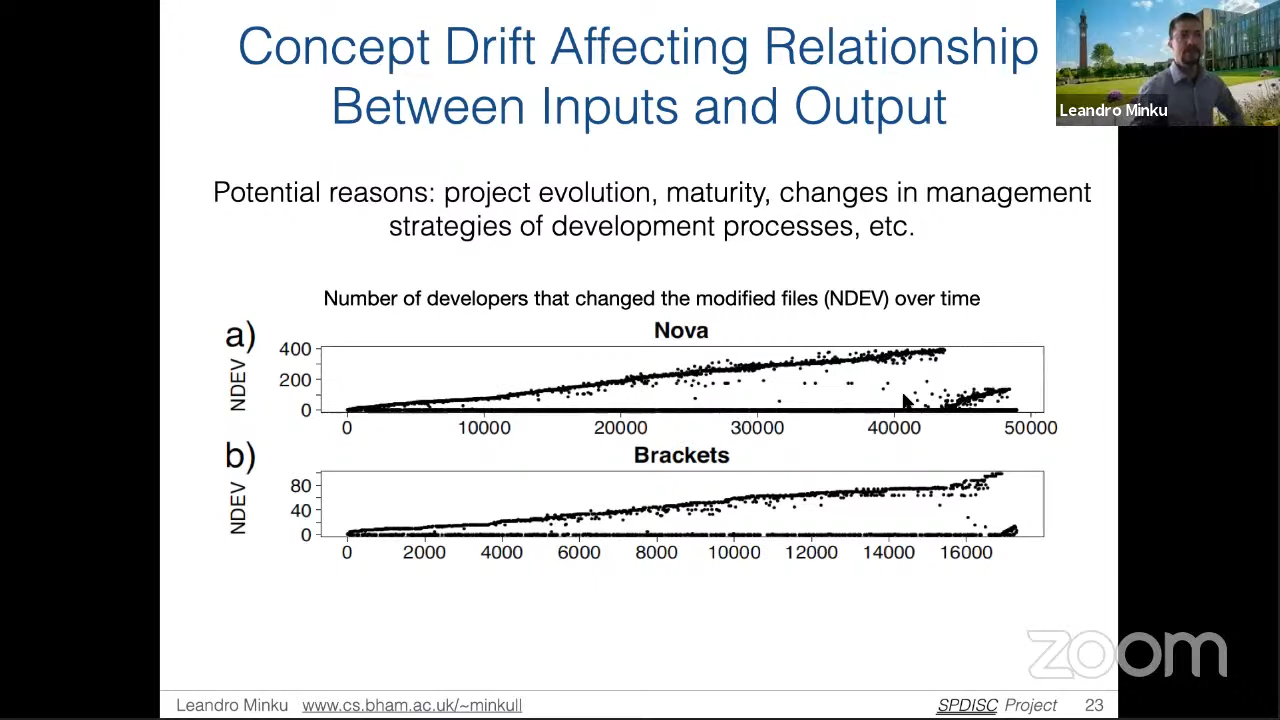 Concept Drift Affecting Relationship
Between Inputs and Output
Leandro Minku
Potential reasons: project evolution, maturity, changes in management
strategies of development processes, etc.
Number of developers that changed the modified files (NDEV) over time
a)
Nova
NDEV
400
200
0
0 10000 20000 30000 40000 50000
b)
Brackets
NDEV
80
40
0
0 2000 4000 6000 8000 10000 12000 14000 16000
zoom
Leandro Minku www.cs.bham.ac.uk/~minkull SPDISC Project 23